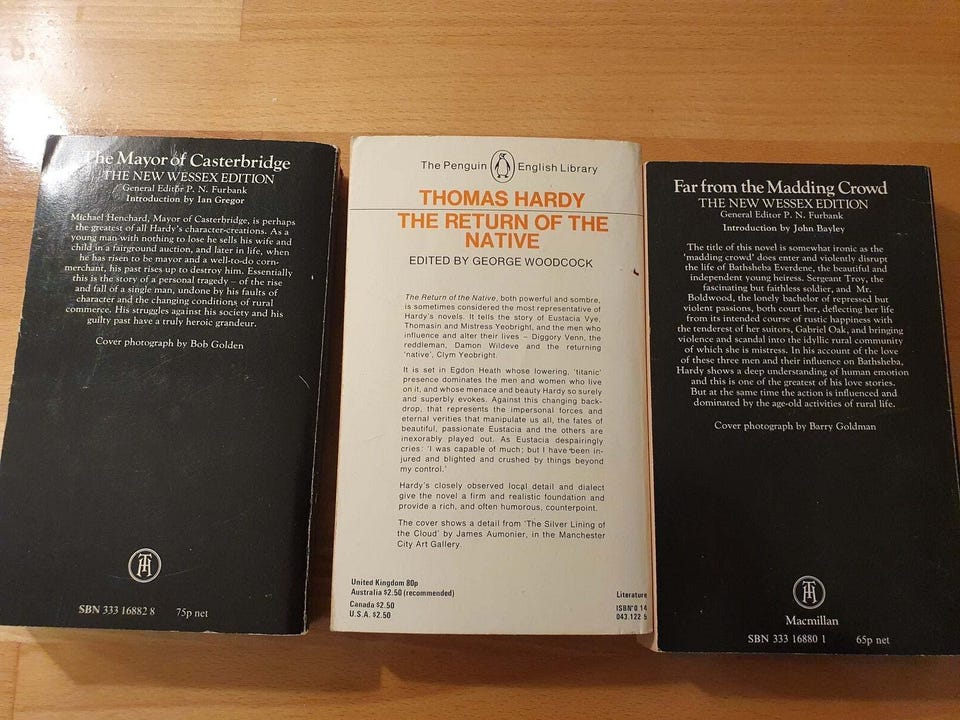 The Mayor of Casterbridge
THE NEW WESSEX EDITION
General Editor P. N. Furbank
Introduction by Ian Gregor
Michael Henchard, Mayor of Casterbridge, is perhaps
the greatest of all Hardy's character-creations. As a
young man with nothing to lose he sells his wife and
child in a fairground auction, and later in life, when
he has risen to be mayor and a well-to-do corn-
merchant, his past rises up to destroy him. Essentially
this is the story of a personal tragedy – of the rise
and fall of a single man, undone by his faults of
character and the changing conditions of rural
commerce. His struggles against his society and his
guilty past have a truly heroic grandeur.
Cover photograph by Bob Golden
TH
SBN 333 16882 8 75p net
The Penguin English Library
THOMAS HARDY
THE RETURN OF THE
NATIVE
EDITED BY GEORGE WOODCOCK
The Return of the Native, both powerful and sombre,
is sometimes considered the most representative of
Hardy's novels. It tells the story of Eustacia Vye,
Thomasin and Mistress Yeobright, and the men who
influence and alter their lives – Diggory Venn, the
reddleman, Damon Wildeve and the returning
'native', Clym Yeobright.
It is set in Egdon Heath whose lowering, 'titanic'
presence dominates the men and women who live
on it, and whose menace and beauty Hardy so surely
and superbly evokes. Against this changing back-
drop, that represents the impersonal forces and
eternal verities that manipulate us all, the fates of
beautiful, passionate Eustacia and the others are
inexorably played out. As Eustacia despairingly
cries: 'I was capable of much; but I have been in-
jured and blighted and crushed by things beyond
my control.'
Hardy's closely observed local detail and dialect
give the novel a firm and realistic foundation and
provide a rich, and often humorous, counterpoint.
The cover shows a detail from 'The Silver Lining of
the Cloud' by James Aumonier, in the Manchester
City Art Gallery.
United Kingdom 80p
Australia $2.50 (recommended)
Canada $2.50
U.S.A. $2.50
Literature
ISBN 0 14
043.122 5
Far from the Madding Crowd
THE NEW WESSEX EDITION
General Editor P. N. Furbank
Introduction by John Bayley
The title of this novel is somewhat ironic as the
'madding crowd' does enter and violently disrupt
the life of Bathsheba Everdene, the beautiful and
independent young heiress. Sergeant Troy, the
fascinating but faithless soldier, and Mr.
Boldwood, the lonely bachelor of repressed but
violent passions, both court her, deflecting her life
from its intended course of rustic happiness with
the tenderest of her suitors, Gabriel Oak, and bringing
violence and scandal into the idyllic rural community
of which she is mistress. In his account of the love
of these three men and their influence on Bathsheba,
Hardy shows a deep understanding of human emotion
and this is one of the greatest of his love stories.
But at the same time the action is influenced and
dominated by the age-old activities of rural life.
Cover photograph by Barry Goldman
TH
Macmillan
SBN 333 16880 1 65p net